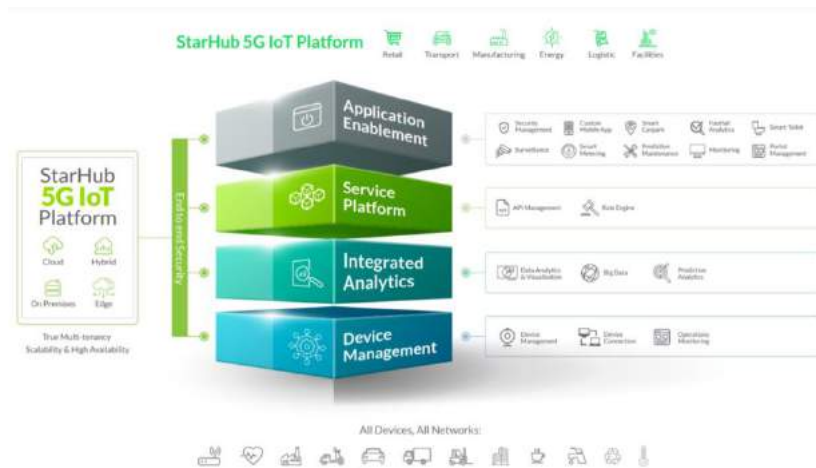 StarHub 5G IoT Platform
Retail
Transport
Manufacturing
Energy
Logistic
Facilities
StarHub
5G IoT
Platform
Cloud
Hybrid
On Premises
Edge
True Multi-tenancy
Scalability & High Availability
End to end Security
Application
Enablement
Service
Platform
Integrated
Analytics
Device
Management
Security
Management
Custom
Mobile App
Smart
Carpark
Footfall
Analytics
Smart Toilet
Surveillance
Smart
Metering
Predictive
Maintenance
Monitoring
Portal
Management
API Management
Rule Engine
Data Analytics
& Visualisation
Big Data
Predictive
Analytics
Device
Management
Device
Connection
Operations
Monitoring
All Devices, All Networks: